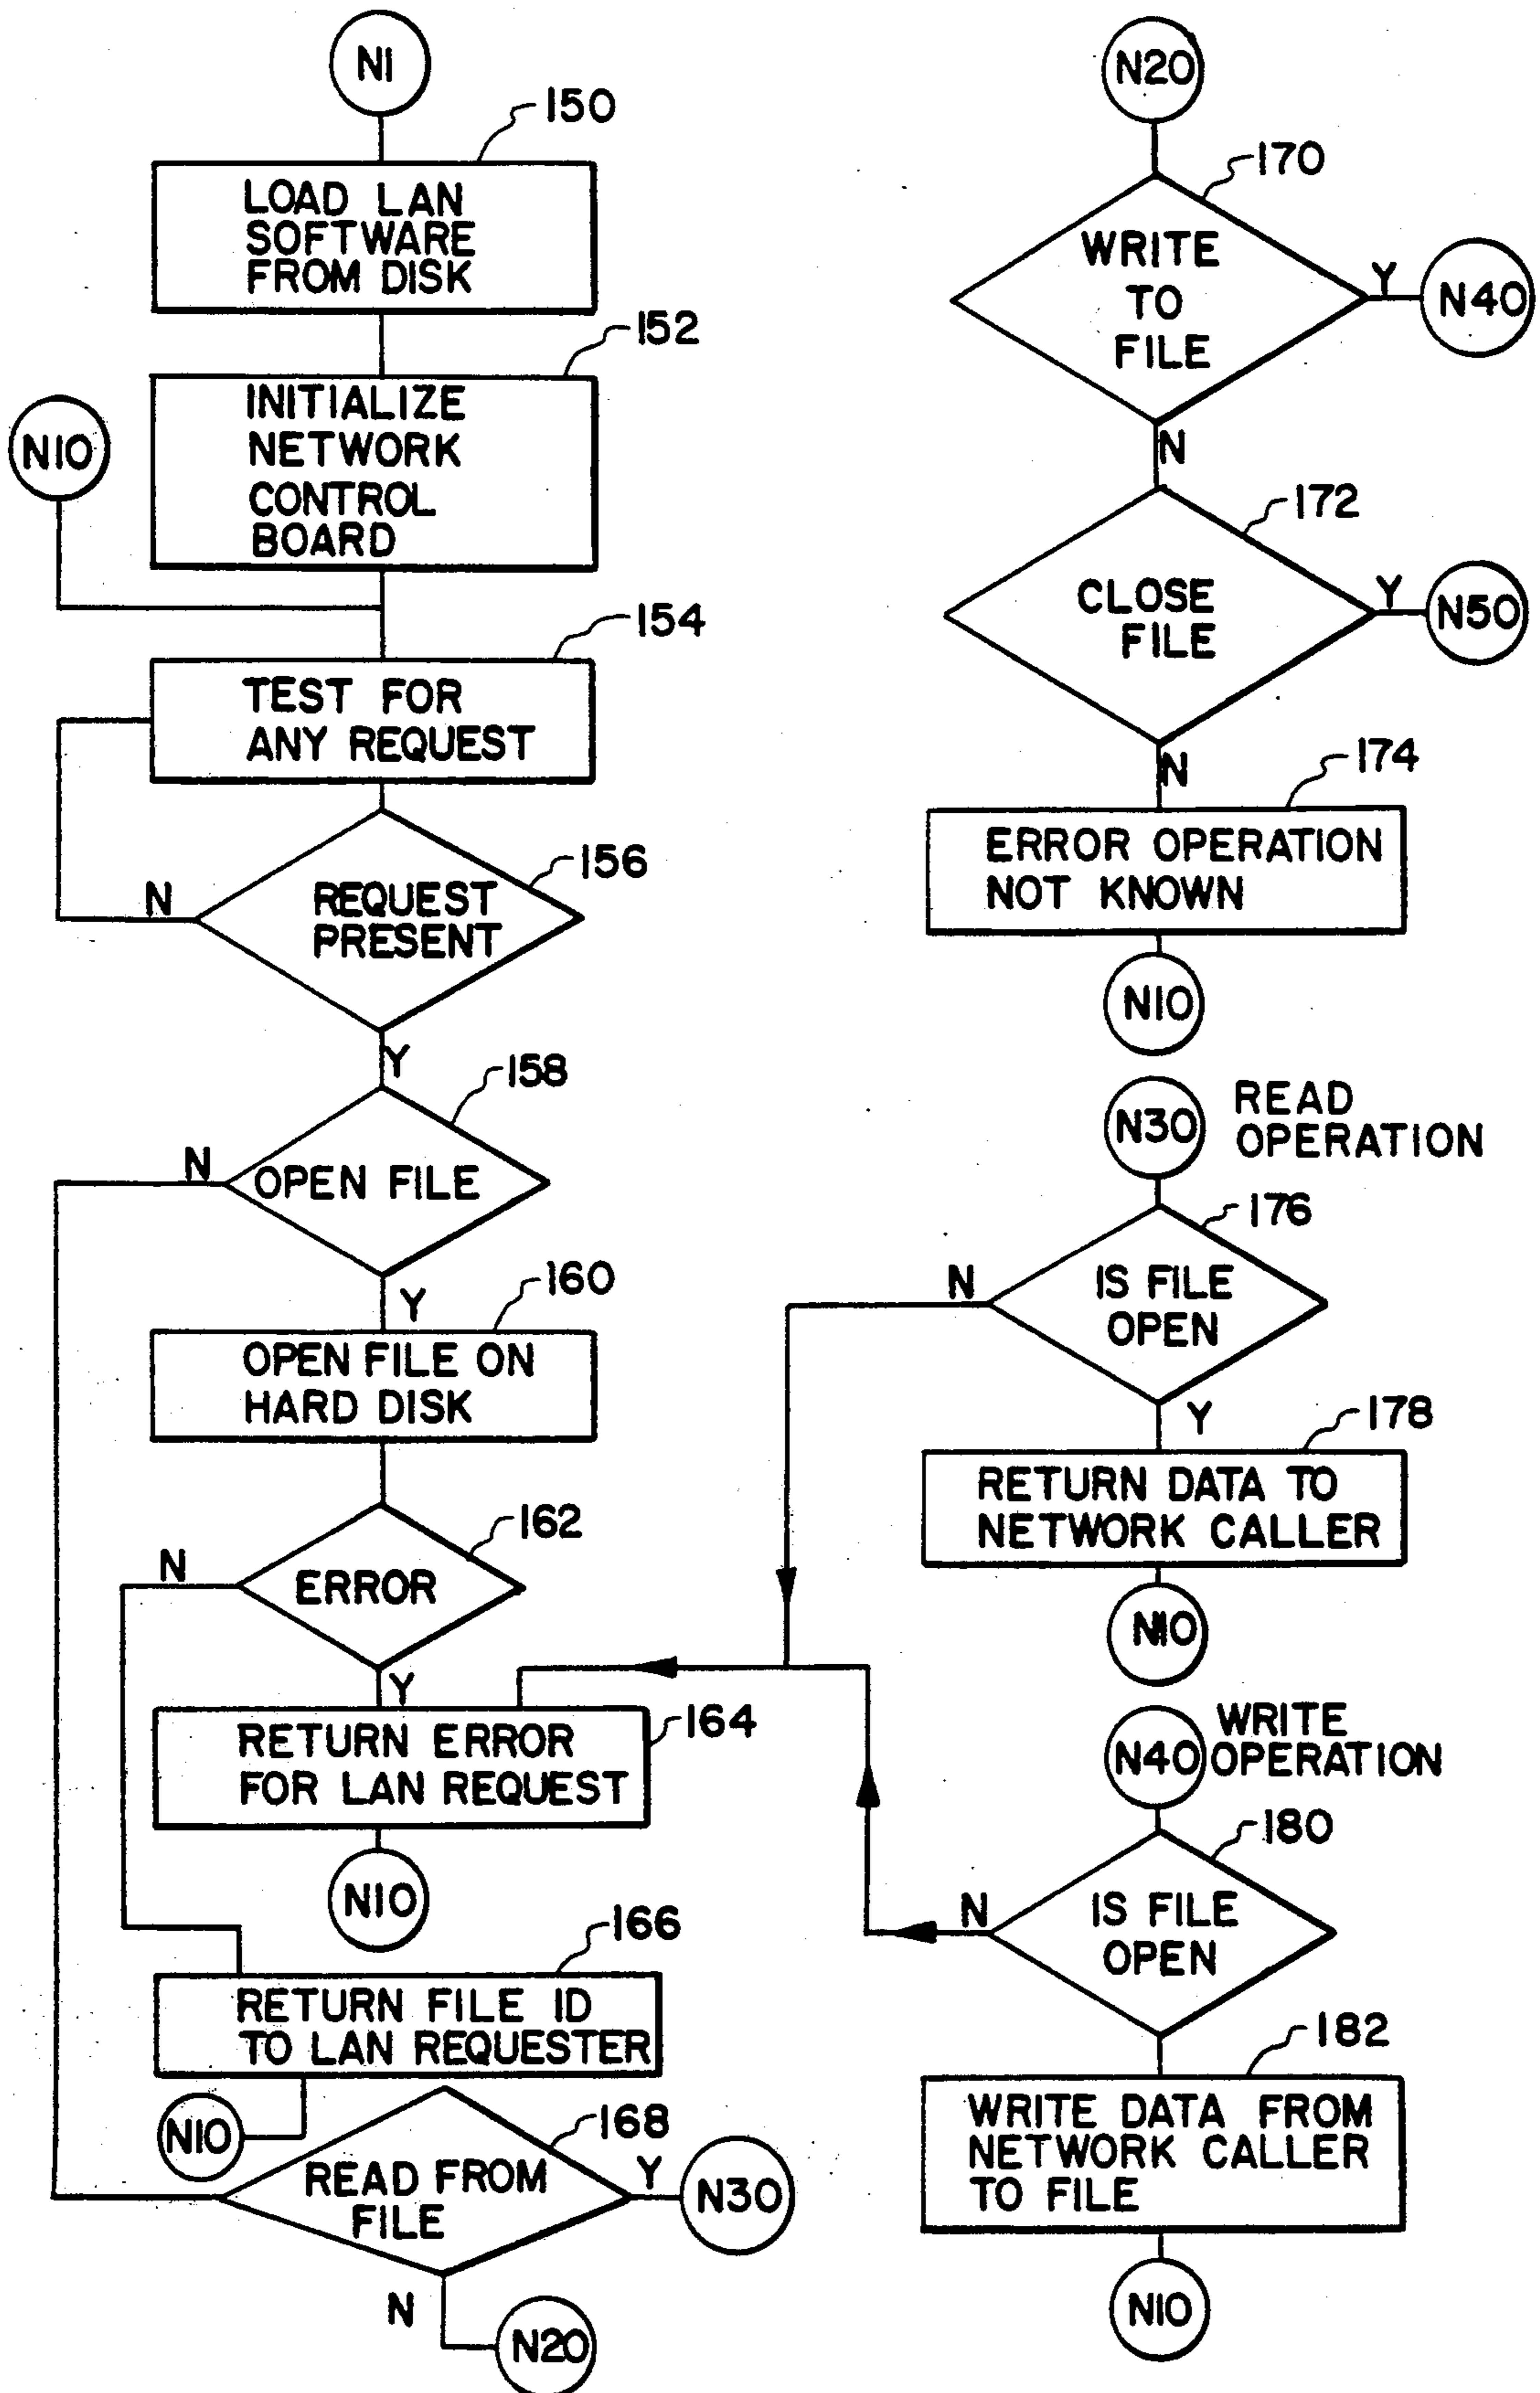 N1
150
LOAD LAN
SOFTWARE
FROM DISK
152
INITIALIZE
NETWORK
CONTROL
BOARD
N10
154
TEST FOR
ANY REQUEST
156
N
REQUEST
PRESENT
Y
158
N
OPEN FILE
160
Y
OPEN FILE ON
HARD DISK
162
N
ERROR
Y
164
RETURN ERROR
FOR LAN REQUEST
N10
166
RETURN FILE ID
TO LAN REQUESTER
N10
168
READ FROM
FILE
Y
N30
N
N20
N20
170
WRITE
TO
FILE
Y
N40
N
172
CLOSE
FILE
Y
N50
N
174
ERROR OPERATION
NOT KNOWN
N10
N30
READ
OPERATION
176
N
IS FILE
OPEN
Y
178
RETURN DATA TO
NETWORK CALLER
N10
N40
WRITE
OPERATION
180
N
IS FILE
OPEN
182
WRITE DATA FROM
NETWORK CALLER
TO FILE
N10